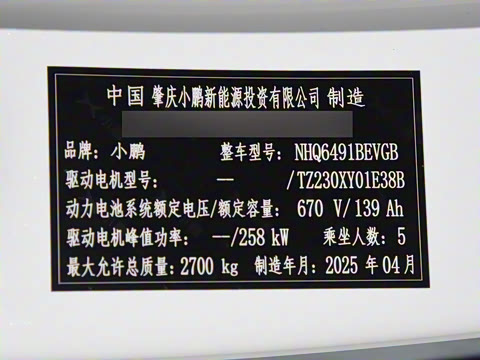 中国 肇庆小鹏新能源投资有限公司 制造
品牌：小鹏 整车型号：NHQ6491BEVGB
驱动电机型号： -- /TZ230XY01E38B
动力电池系统额定电压/额定容量： 670 V/139 Ah
驱动电机峰值功率： --/258 kW 乘坐人数：5
最大允许总质量：2700 kg 制造年月：2025 年 04 月